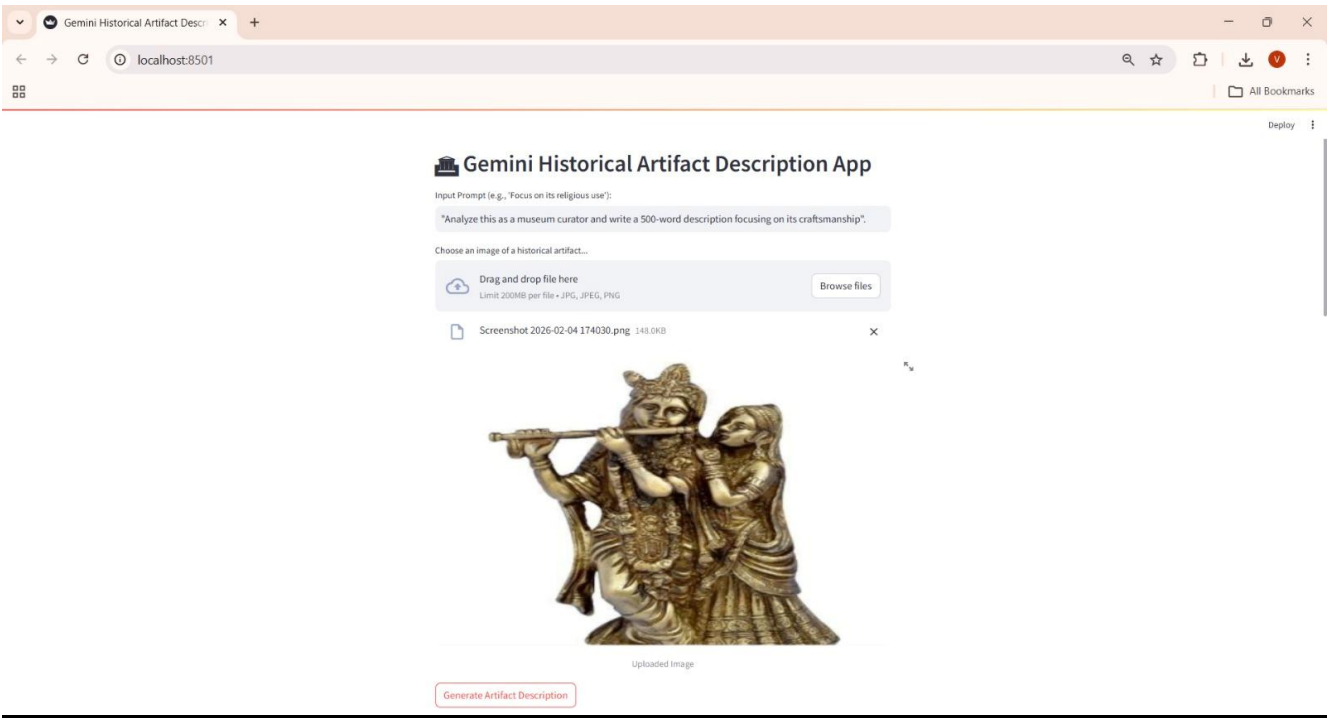 Gemini Historical Artifact Descri
localhost:8501
V
All Bookmarks
Deploy
Gemini Historical Artifact Description App
Input Prompt (e.g., 'Focus on its religious use'):
"Analyze this as a museum curator and write a 500-word description focusing on its craftsmanship".
Choose an image of a historical artifact...
Drag and drop file here
Limit 200MB per file • JPG, JPEG, PNG
Browse files
Screenshot 2026-02-04 174030.png 148.0KB
Uploaded Image
Generate Artifact Description